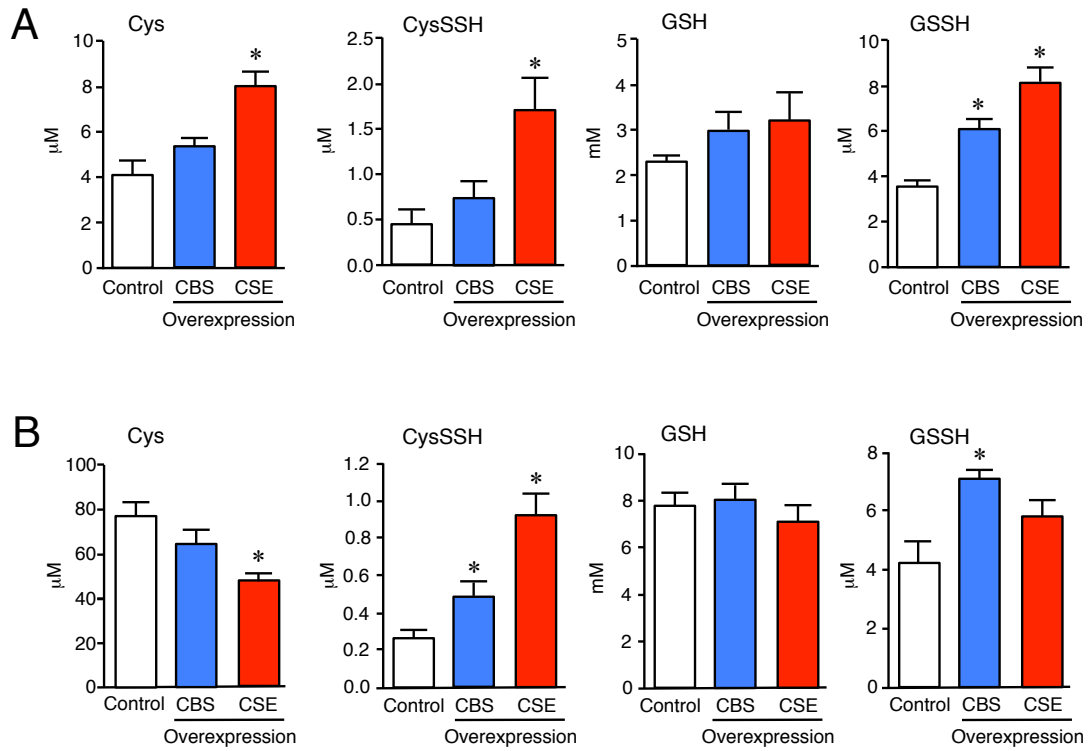 A
Cys
CysSSH
GSH
GSSH
10
8
6
4
2
0
μM
*
Control CBS CSE
Overexpression
2.5
2.0
1.5
1.0
0.5
0.0
μM
*
Control CBS CSE
Overexpression
5
4
3
2
1
0
mM
Control CBS CSE
Overexpression
10
8
6
4
2
0
μM
*
*
Control CBS CSE
Overexpression
B
Cys
CysSSH
GSH
GSSH
100
80
60
40
20
0
μM
*
Control CBS CSE
Overexpression
1.2
1.0
0.8
0.6
0.4
0.2
0.0
μM
*
*
Control CBS CSE
Overexpression
10
8
6
4
2
0
mM
Control CBS CSE
Overexpression
8
6
4
2
0
μM
*
Control CBS CSE
Overexpression